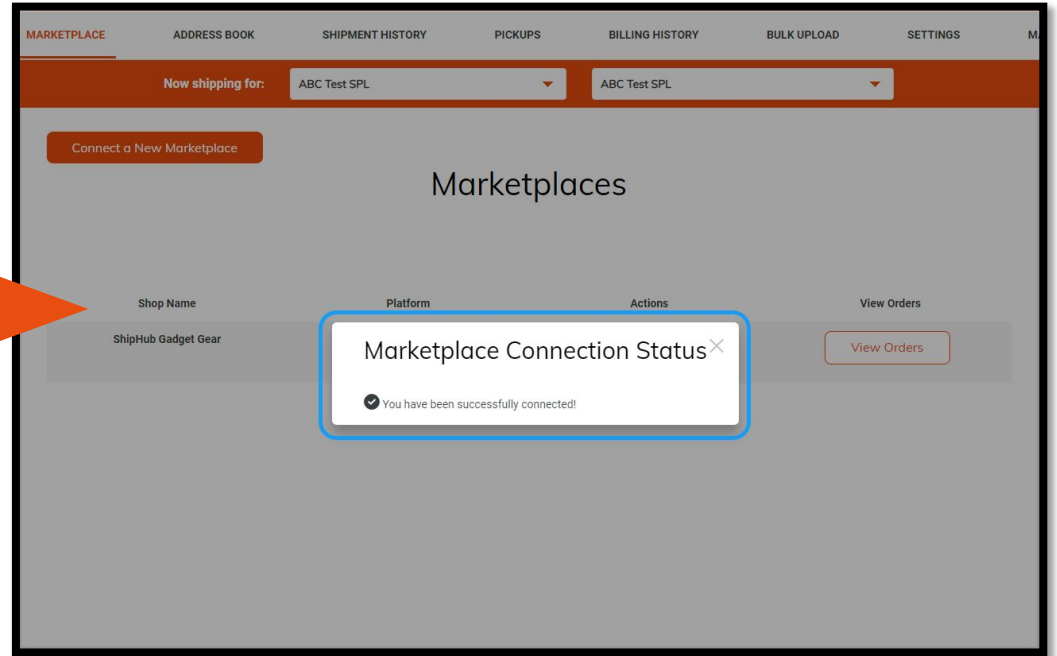 MARKETPLACE ADDRESS BOOK SHIPMENT HISTORY PICKUPS BILLING HISTORY BULK UPLOAD SETTINGS
Now shipping for: ABC Test SPL ABC Test SPL
Connect a New Marketplace
Marketplaces
Shop Name Platform Actions View Orders
ShipHub Gadget Gear View Orders
Marketplace Connection Status
You have been successfully connected!